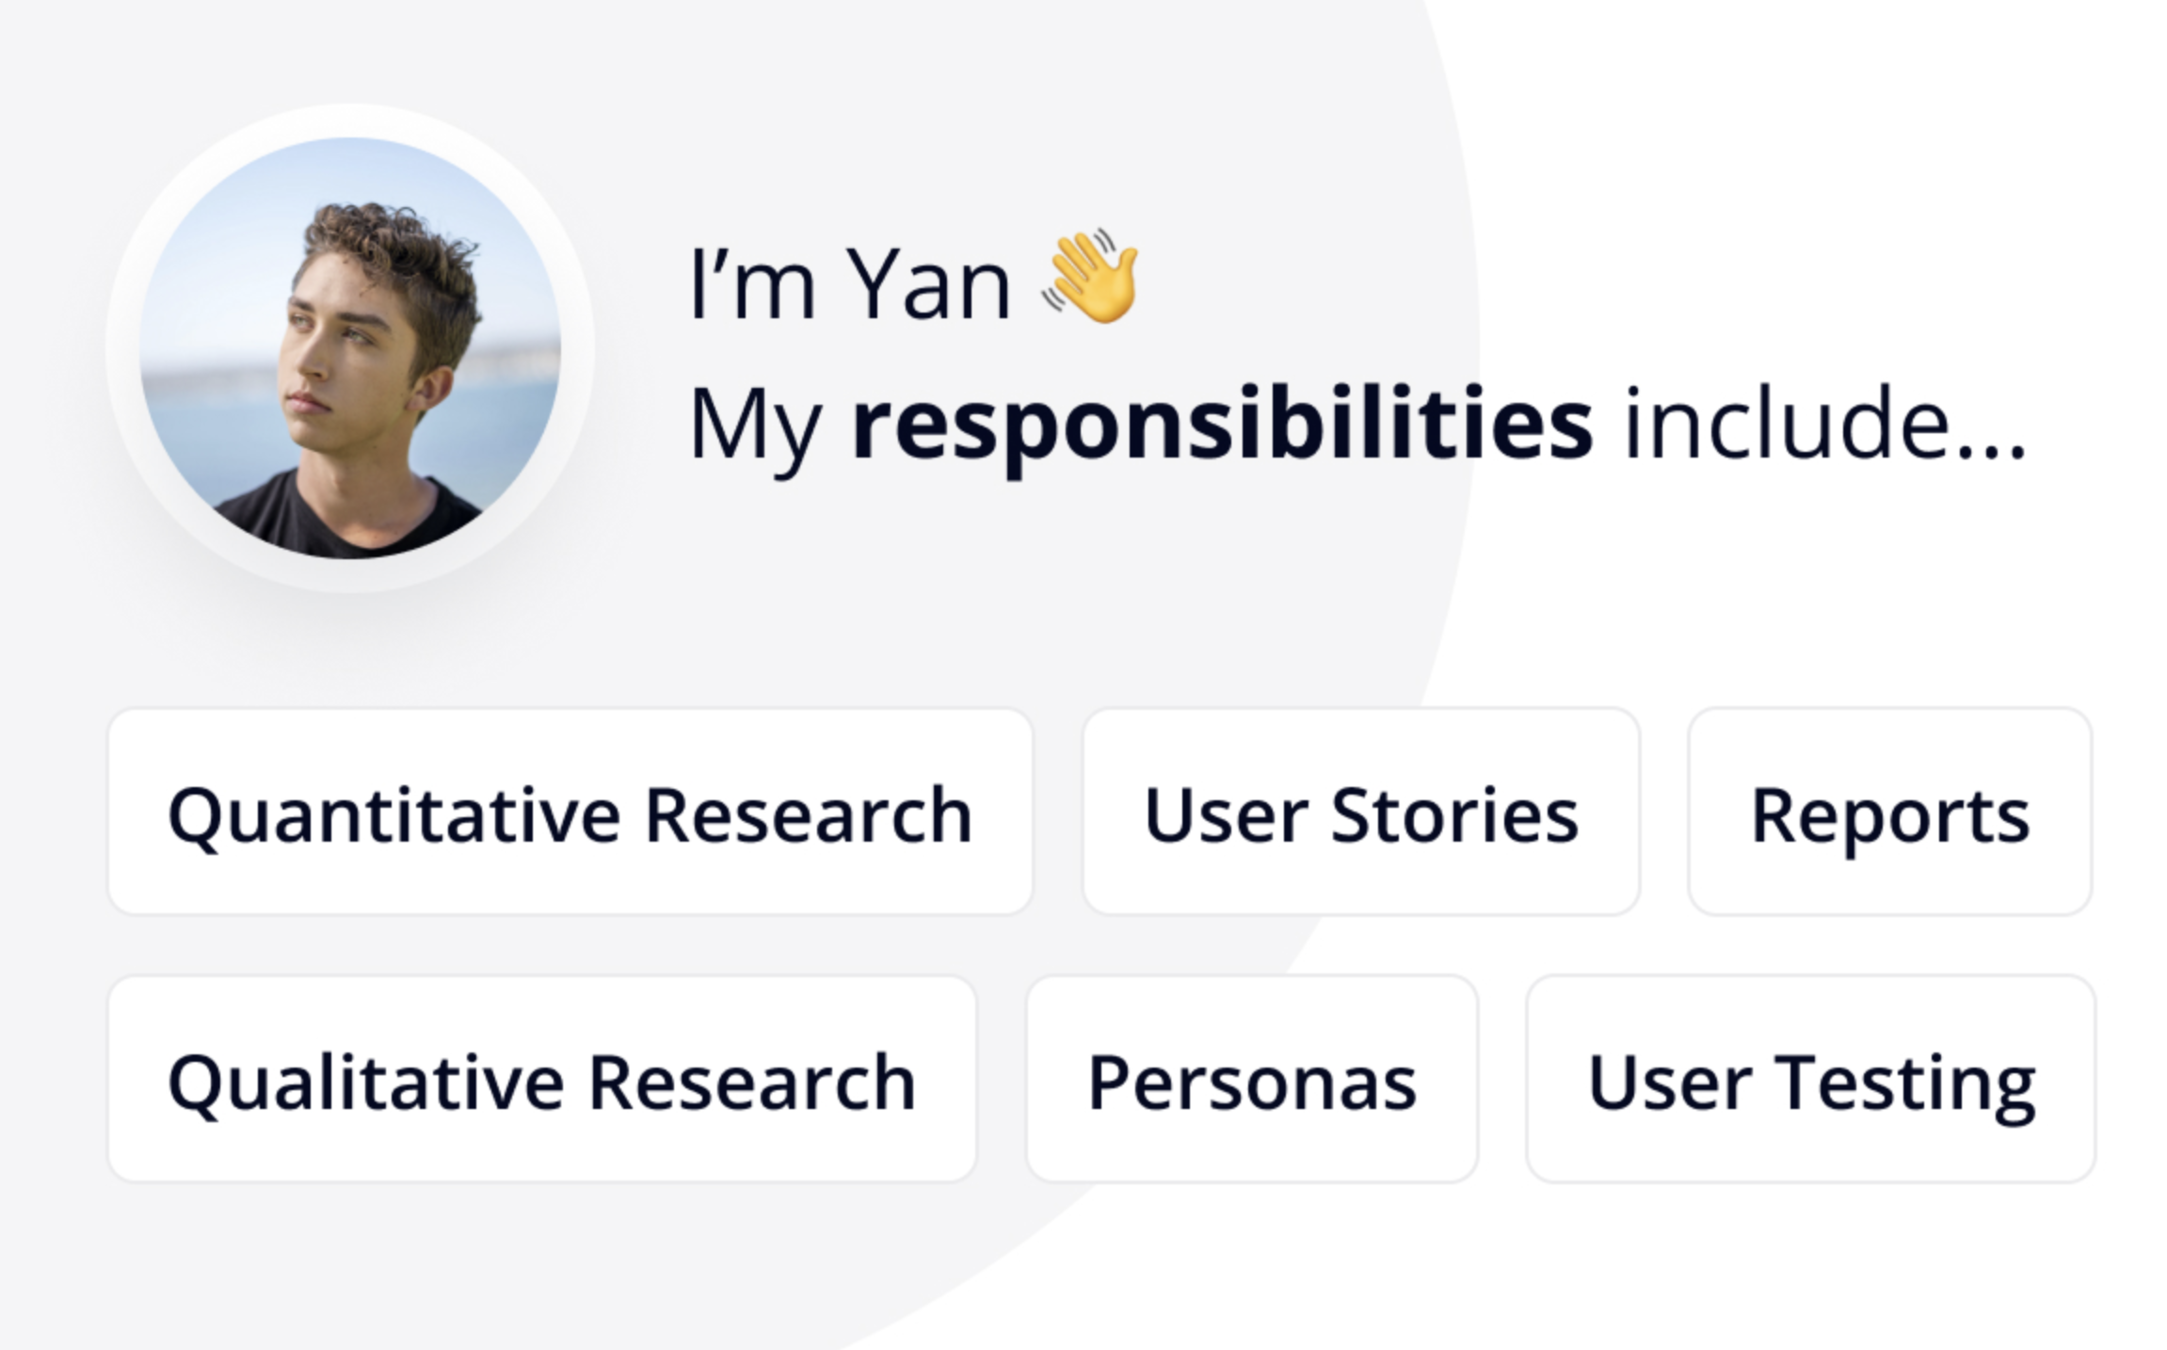 I’m Yan 👋
My responsibilities include...
Quantitative Research
User Stories
Reports
Qualitative Research
Personas
User Testing